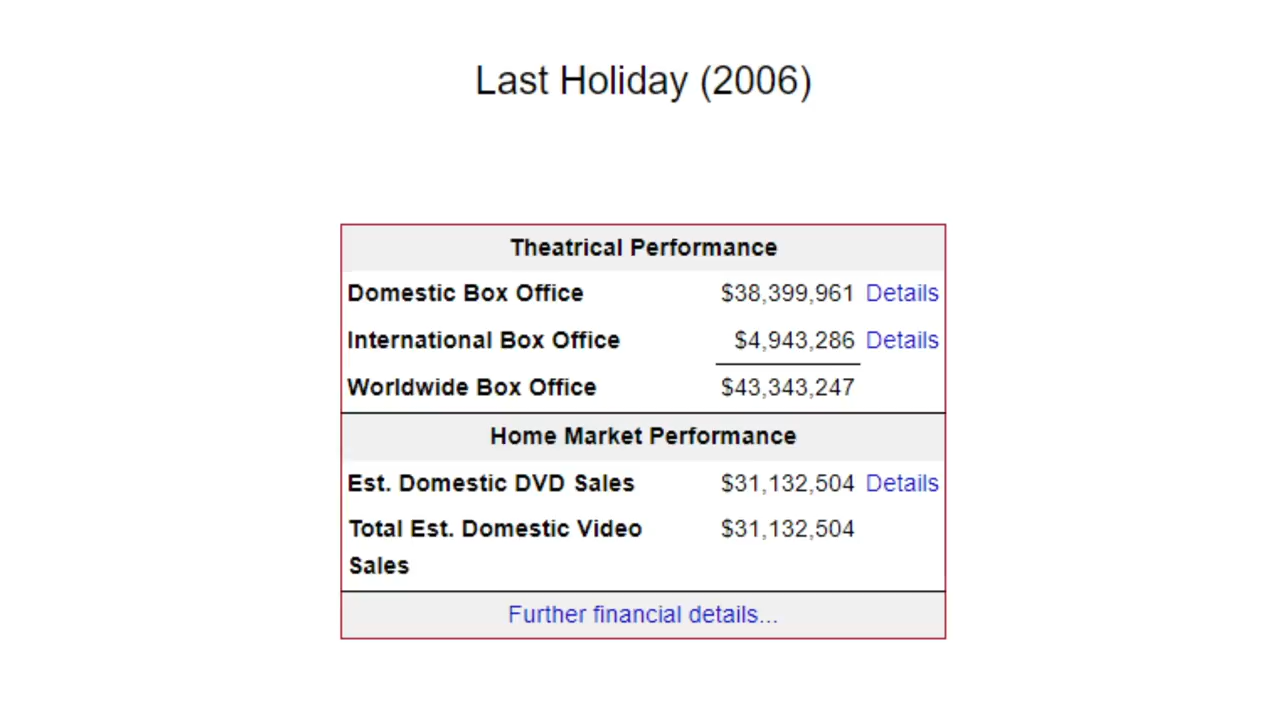 Last Holiday (2006)
Theatrical Performance
Domestic Box Office $38,399,961 Details
International Box Office $4,943,286 Details
Worldwide Box Office $43,343,247
Home Market Performance
Est. Domestic DVD Sales $31,132,504 Details
Total Est. Domestic Video $31,132,504
Sales
Further financial details...